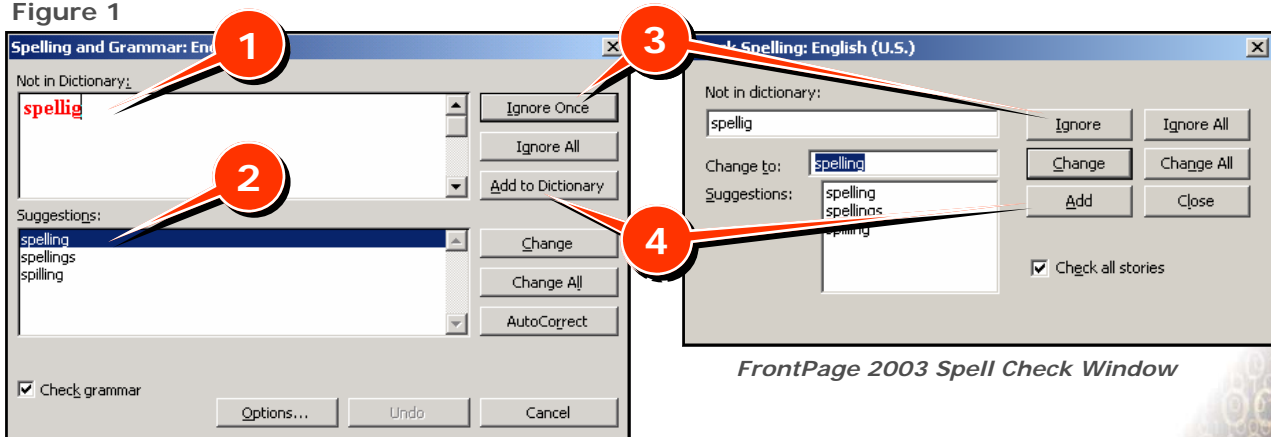 Figure 1
Spelling and Grammar: En
1
Not in Dictionary:
spellig
Ignore Once
Ignore All
Add to Dictionary
2
Suggestions:
spelling
spellings
spilling
Change
Change All
AutoCorrect
Check grammar
Options...
Undo
Cancel
3
Spelling: English (U.S.)
Not in dictionary:
spellig
Ignore
Ignore All
Change to:
spelling
Change
Change All
Suggestions:
spelling
spellings
spilling
Add
Close
4
Check all stories
FrontPage 2003 Spell Check Window